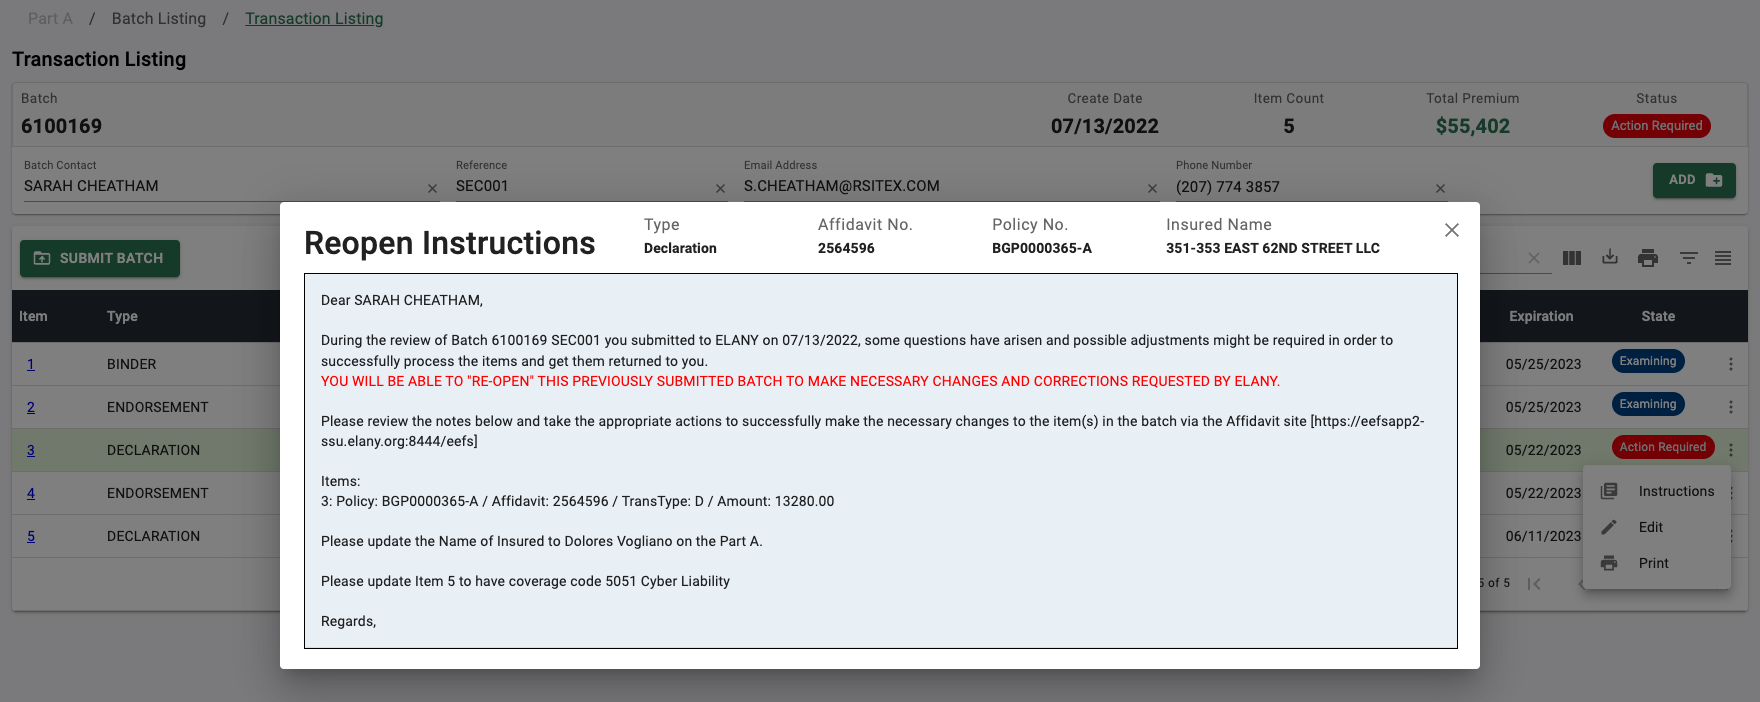 Part A / Batch Listing / Transaction Listing
Transaction Listing
Batch Create Date Item Count Total Premium Status
6100169 07/13/2022 5 $55,402 Action Required
Batch Contact Reference Email Address Phone Number
SARAH CHEATHAM SEC001 S.CHEATHAM@RSITEX.COM (207) 774 3857 ADD
Type Affidavit No. Policy No. Insured Name
Reopen Instructions Declaration 2564596 BGP0000365-A 351-353 EAST 62ND STREET LLC
SUBMIT BATCH
Dear SARAH CHEATHAM,
Item Type Expiration State
During the review of Batch 6100169 SEC001 you submitted to ELANY on 07/13/2022, some questions have arisen and possible adjustments might be required in order to
successfully process the items and get them returned to you.
YOU WILL BE ABLE TO "RE-OPEN" THIS PREVIOUSLY SUBMITTED BATCH TO MAKE NECESSARY CHANGES AND CORRECTIONS REQUESTED BY ELANY.
Please review the notes below and take the appropriate actions to successfully make the necessary changes to the item(s) in the batch via the Affidavit site [https://eefsapp2-
ssu.elany.org:8444/eefs]
Items:
3: Policy: BGP0000365-A / Affidavit: 2564596 / TransType: D / Amount: 13280.00
Please update the Name of Insured to Dolores Vogliano on the Part A.
Please update Item 5 to have coverage code 5051 Cyber Liability
Regards,
1 BINDER 05/25/2023 Examining
2 ENDORSEMENT 05/25/2023 Examining
3 DECLARATION 05/22/2023 Action Required
4 ENDORSEMENT 05/22/2023
5 DECLARATION 06/11/2023
Instructions
Edit
Print
of 5